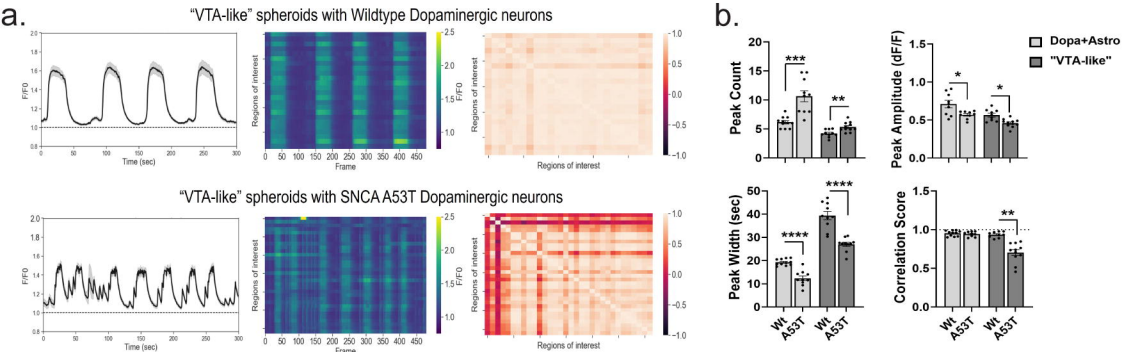 a.
"VTA-like" spheroids with Wildtype Dopaminergic neurons
F/F0
2.0
1.8
1.6
1.4
1.2
1.0
0.8
0 50 100 150 200 250 300
Time (sec)
Regions of interest
0 50 100 150 200 250 300 350 400 450
Frame
2.5
2.0
1.5
1.0
F/F0
Regions of interest
Regions of interest
1.0
0.5
0.0
−0.5
−1.0
"VTA-like" spheroids with SNCA A53T Dopaminergic neurons
F/F0
2.0
1.8
1.6
1.4
1.2
1.0
0.8
0 50 100 150 200 250 300
Time (sec)
Regions of interest
0 50 100 150 200 250 300 350 400 450
Frame
2.5
2.0
1.5
1.0
F/F0
Regions of interest
Regions of interest
1.0
0.5
0.0
−0.5
−1.0
b.
Peak Count
20
15
10
5
0
***
**
Peak Amplitude (dF/F)
1.5
1.0
0.5
0.0
*
*
Dopa+Astro
"VTA-like"
Peak Width (sec)
50
40
30
20
10
0
****
****
Wt
A53T
Wt
A53T
Correlation Score
1.5
1.0
0.5
0.0
**
Wt
A53T
Wt
A53T